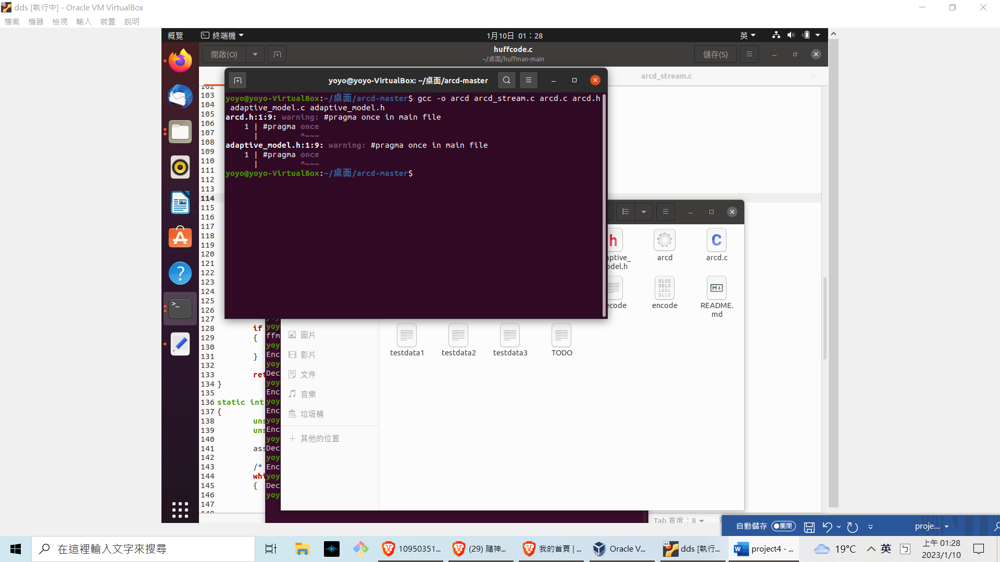 dds [執行中] - Oracle VM VirtualBox
檔案 機器 檢視 輸入 裝置 說明
概覽 終端機 1月10日 01：28 英
開啟(O) huffcode.c 儲存(S)
~/桌面/huffman-main
arcd_stream.c
yoyo@yoyo-VirtualBox: ~/桌面/arcd-master
yoyo@yoyo-VirtualBox:~/桌面/arcd-master$ gcc -o arcd arcd_stream.c arcd.c arcd.h
adaptive_model.c adaptive_model.h
arcd.h:1:9: warning: #pragma once in main file
1 | #pragma once
| ^~~~
adaptive_model.h:1:9: warning: #pragma once in main file
1 | #pragma once
| ^~~~
yoyo@yoyo-VirtualBox:~/桌面/arcd-master$
102
103
104
105
106
107
108
109
110
111
112
113
114
115
116
117
118
119
120
121
122
123
124
125
126
127
128 if
129 {
130
131 }
132
133 ret
134 }
135
136 static int
137 {
138 uns
139 uns
140
141 ass
142
143 /*
144 whi
145 {
146
147
148
yoy
ffm
yoy
Enc
yoy
Dec
yoy
Enc
yoy
Enc
yoy
Enc
yoy
Dec
yoy
Enc
yoy
Dec
yoy
h C
aptive_ arcd arcd.c
odel.h
ecode encode README.
md
testdata1 testdata2 testdata3 TODO
圖片
影片
文件
音樂
垃圾桶
其他的位置
Tab 寬度：8
自動儲存 關閉 proje...
在這裡輸入文字來搜尋
10950351... (29) 隨神... 我的首頁 | ... Oracle V... dds [執行... project4 - ...
19°C 英 上午 01:28
2023/1/10